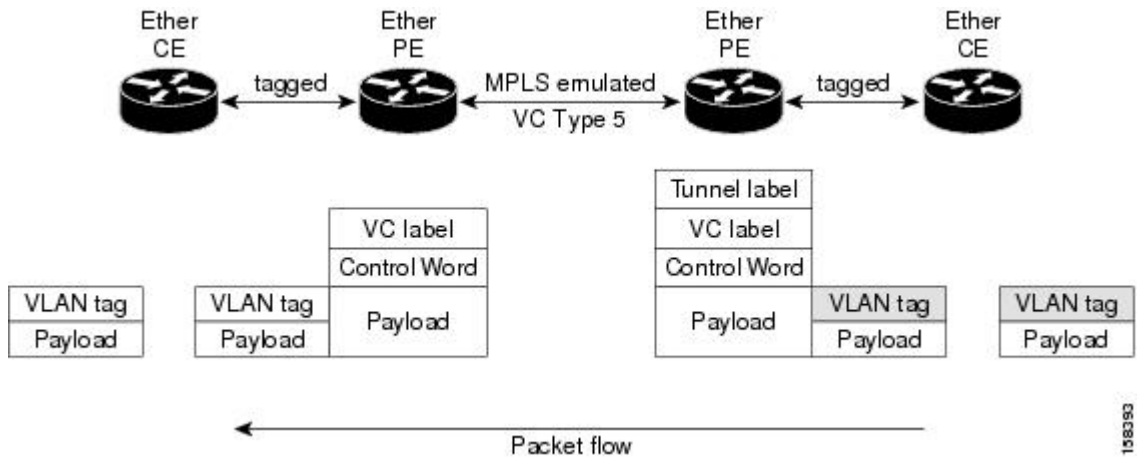 Ether CE
Ether PE
Ether PE
Ether CE
tagged
MPLS emulated
VC Type 5
tagged
Tunnel label
VC label
VC label
Control Word
Control Word
VLAN tag
VLAN tag
Payload
Payload
VLAN tag
VLAN tag
Payload
Payload
Payload
Payload
Packet flow
158393